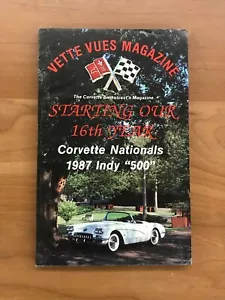 VETTE VUES MAGAZINE
The Corvette Enthusiast's Magazine
STARTING OUR
16th YEAR
Corvette Nationals
1987 Indy "500"